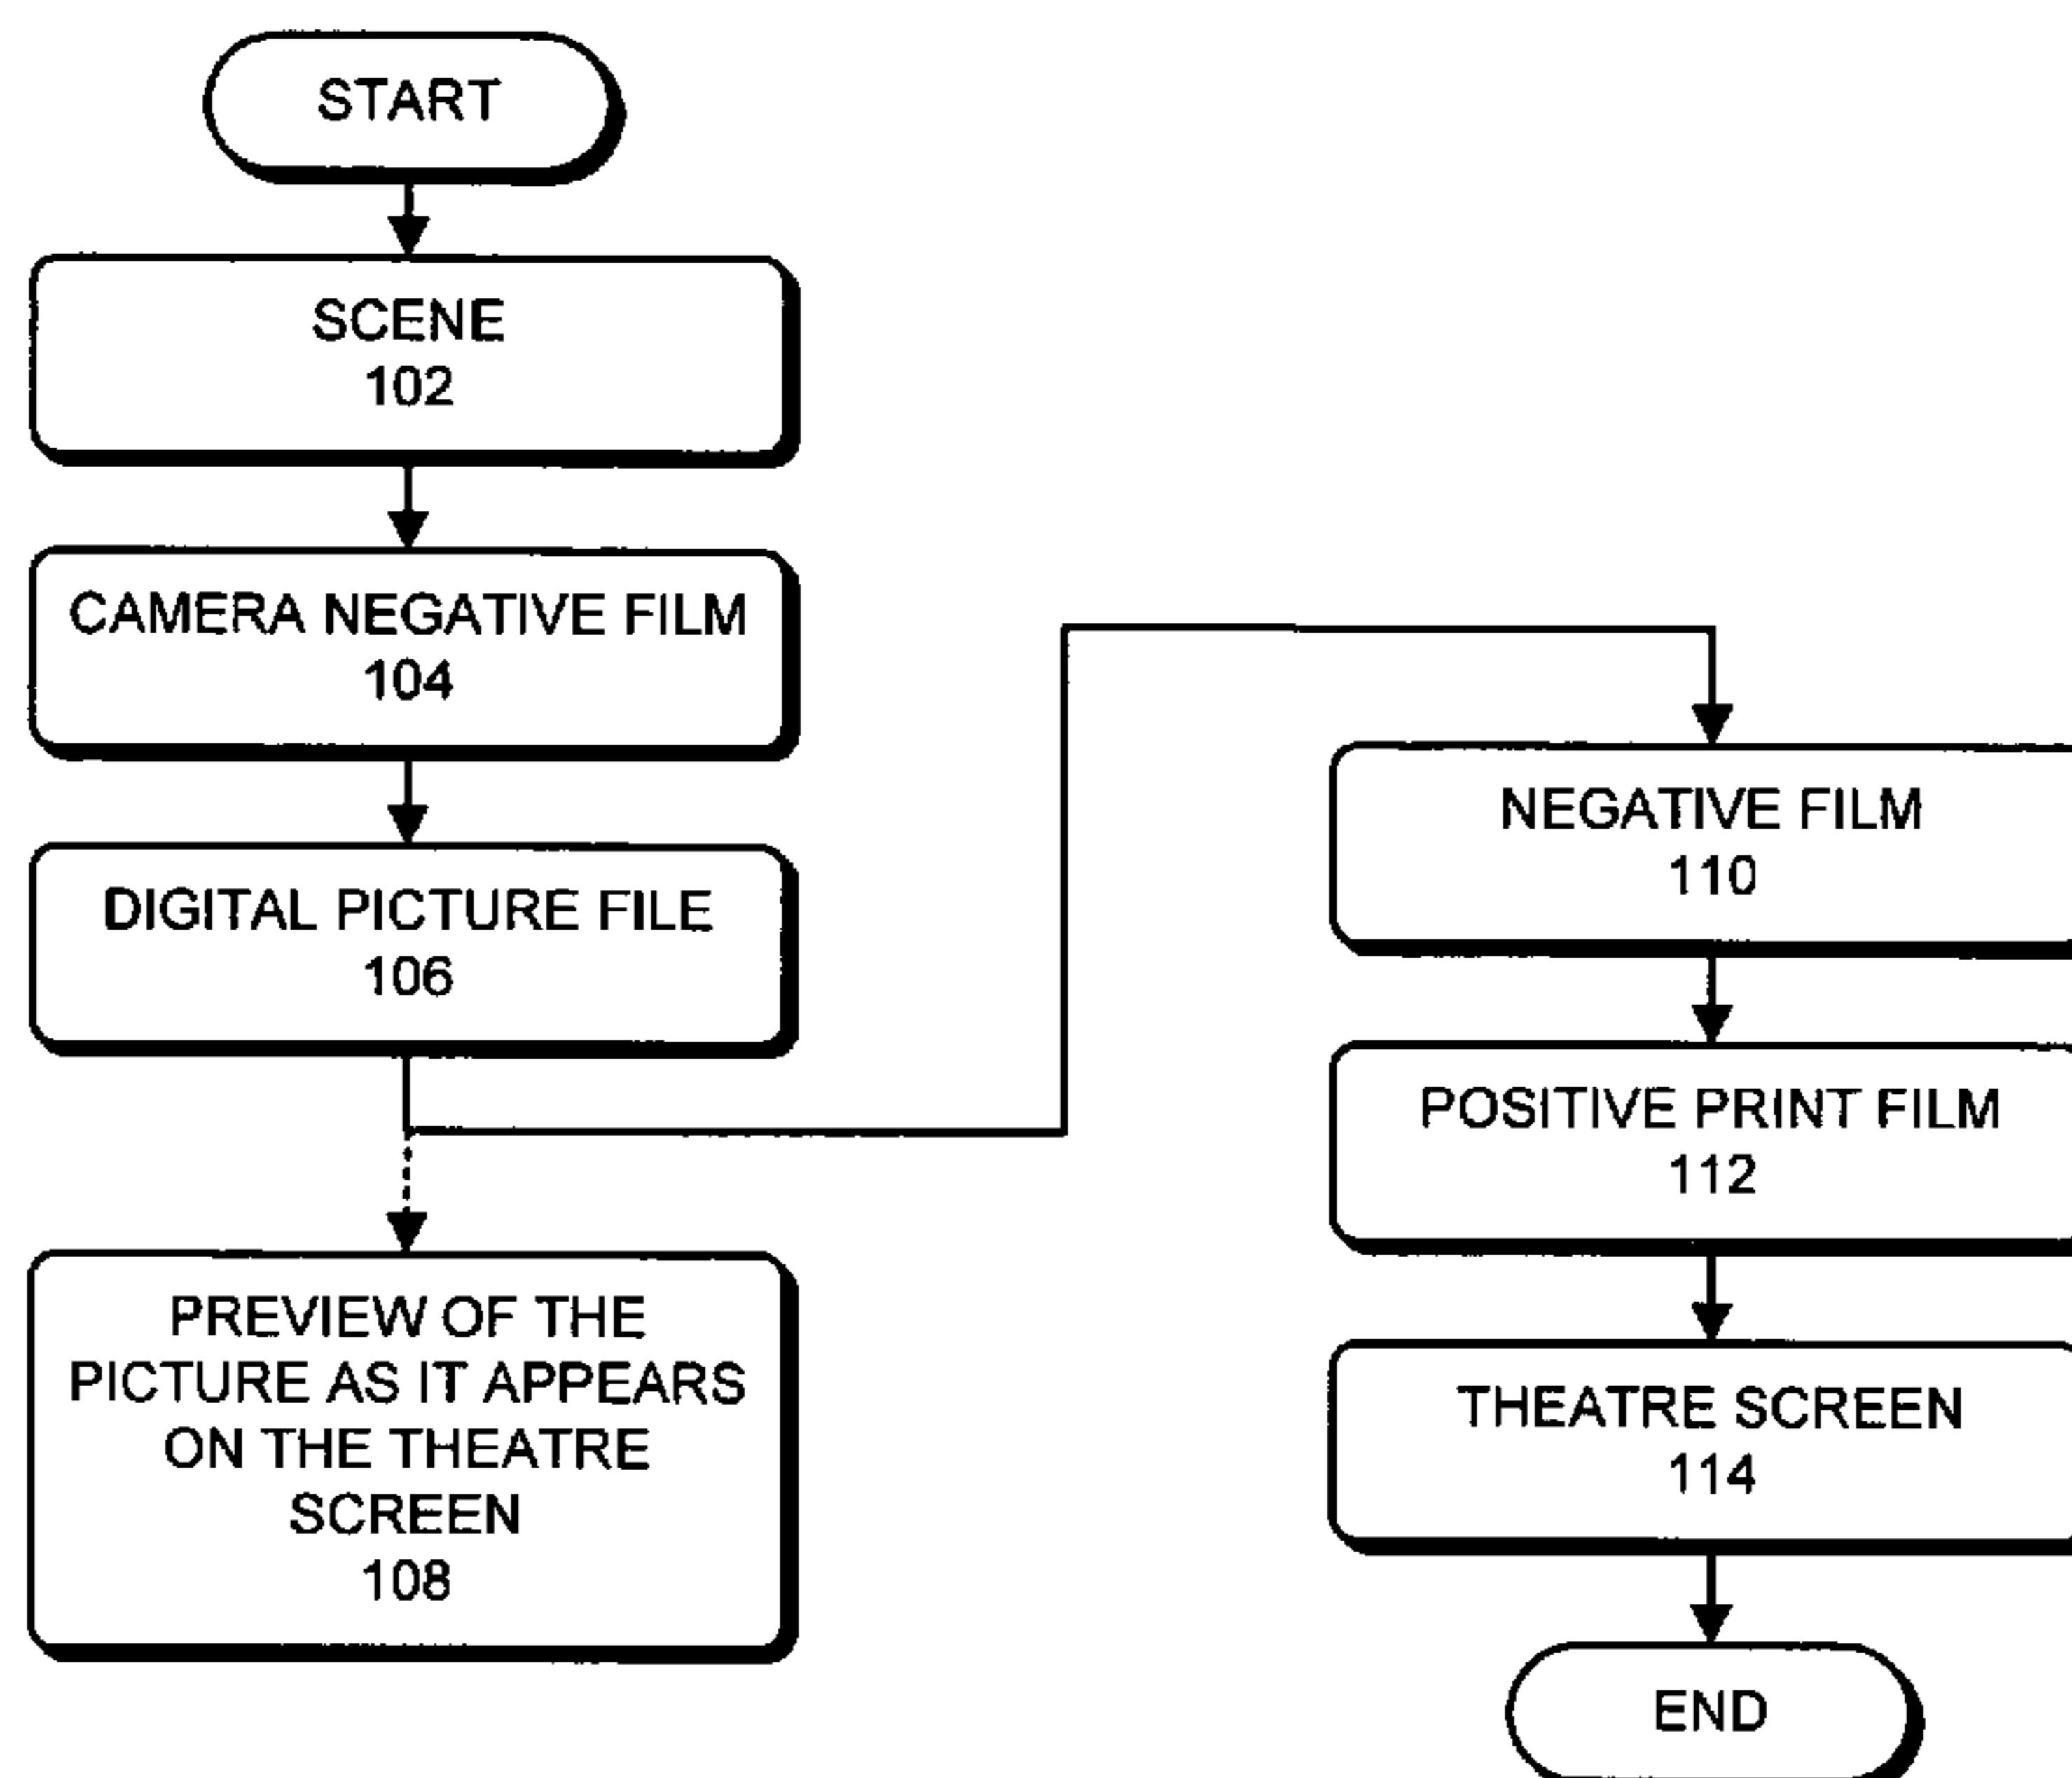 START
SCENE
102
CAMERA NEGATIVE FILM
104
DIGITAL PICTURE FILE
106
PREVIEW OF THE
PICTURE AS IT APPEARS
ON THE THEATRE
SCREEN
108
NEGATIVE FILM
110
POSITIVE PRINT FILM
112
THEATRE SCREEN
114
END